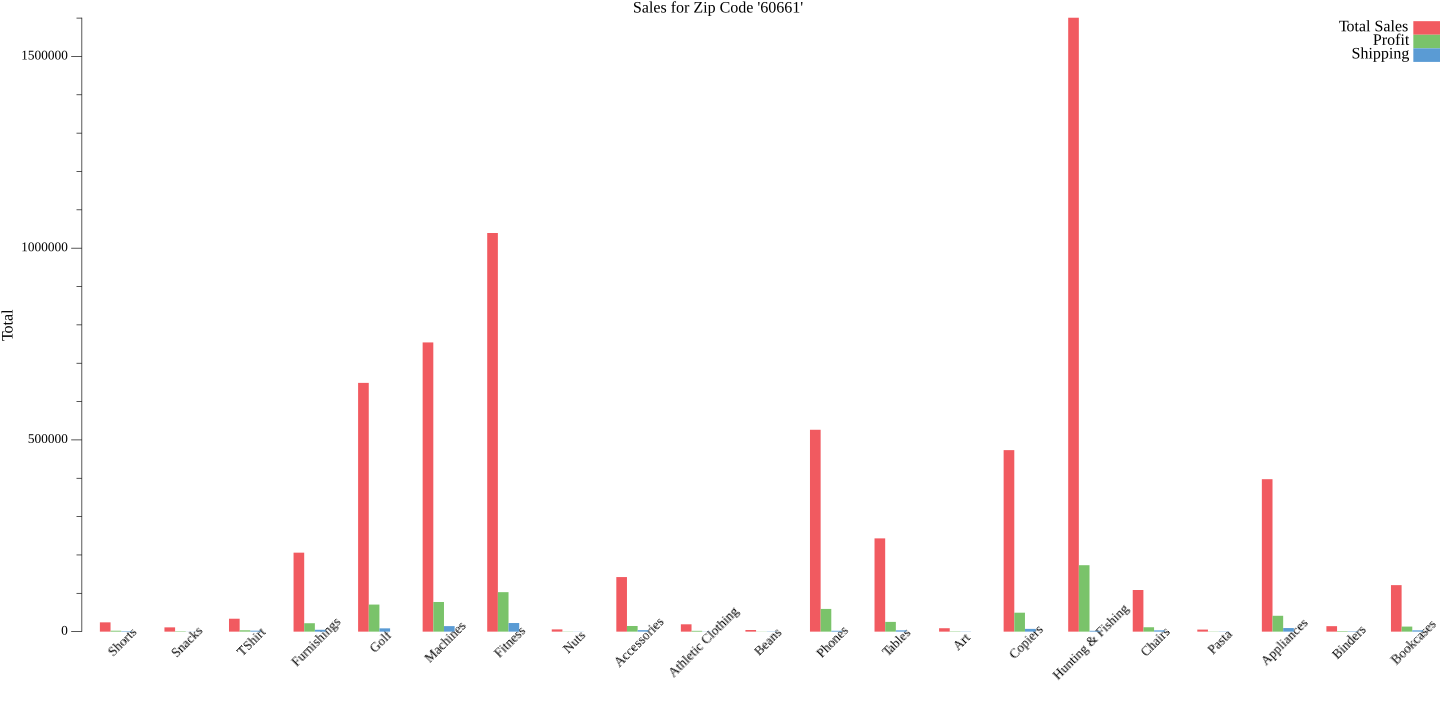 Sales for Zip Code '60661'
Total Sales
Profit
Shipping
1500000
1000000
500000
0
Total
Shorts
Snacks
TShirt
Furnishings
Golf
Machines
Fitness
Nuts
Accessories
Athletic Clothing
Beans
Phones
Tables
Art
Copiers
Hunting & Fishing
Chairs
Pasta
Appliances
Binders
Bookcases